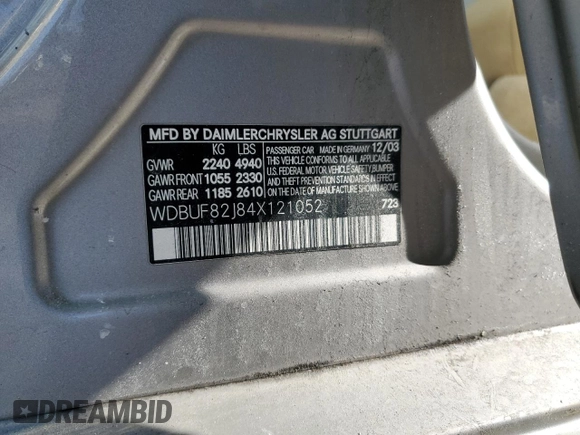 MFD BY DAIMLERCHRYSLER AG STUTTGART
KG LBS PASSENGER CAR MADE IN GERMANY 12/03
GVWR 2240 4940 THIS VEHICLE CONFORMS TO ALL APPLICABLE
GAWR FRONT 1055 2330 U.S. FEDERAL MOTOR VEHICLE SAFETY, BUMPER,
GAWR REAR 1185 2610 AND THEFT PREVENTION STANDARDS IN EFFECT
ON THE DATE OF MANUFACTURE SHOWN ABOVE.
WDBUF82J84X121052 723
DREAMBID